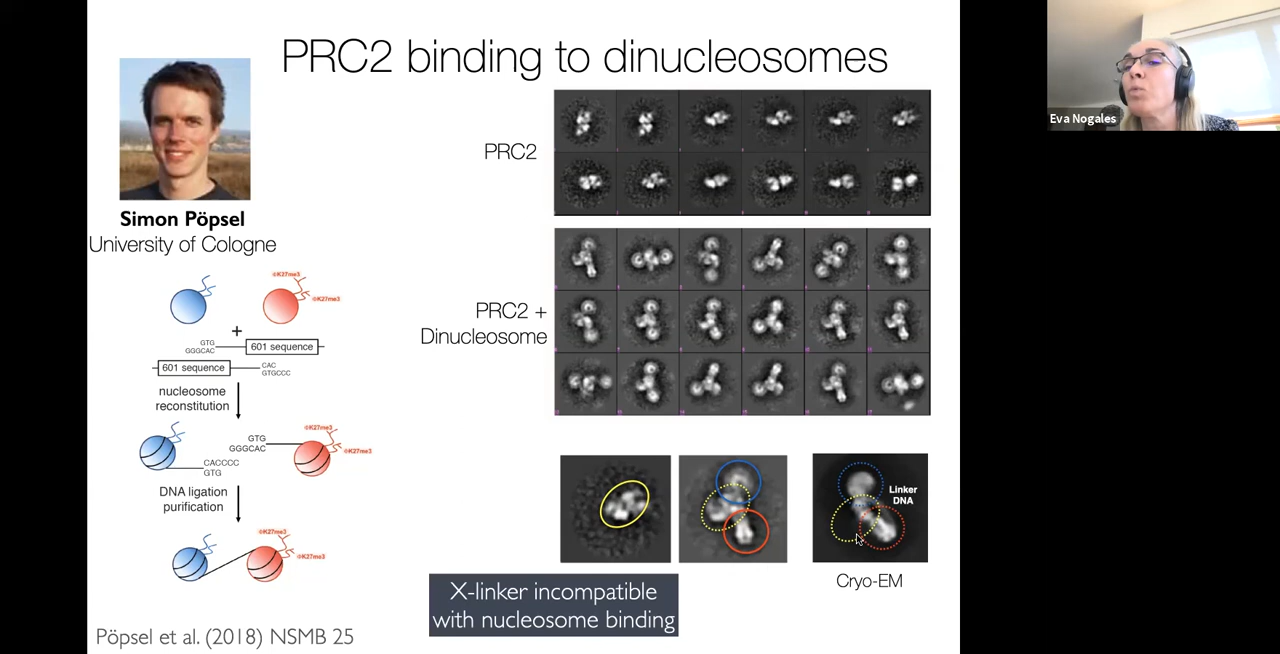 PRC2 binding to dinucleosomes
Eva Nogales
PRC2
Simon Pöpsel
University of Cologne
⊕K27me3
⊕K27me3
+
GTG
GGGCAC
601 sequence
601 sequence
CAC
GTGCCC
nucleosome
reconstitution
PRC2 +
Dinucleosome
⊕K27me3
⊕K27me3
GTG
GGGCAC
CACCCC
GTG
DNA ligation
purification
⊕K27me3
⊕K27me3
Linker
DNA
Cryo-EM
X-linker incompatible
with nucleosome binding
Pöpsel et al. (2018) NSMB 25